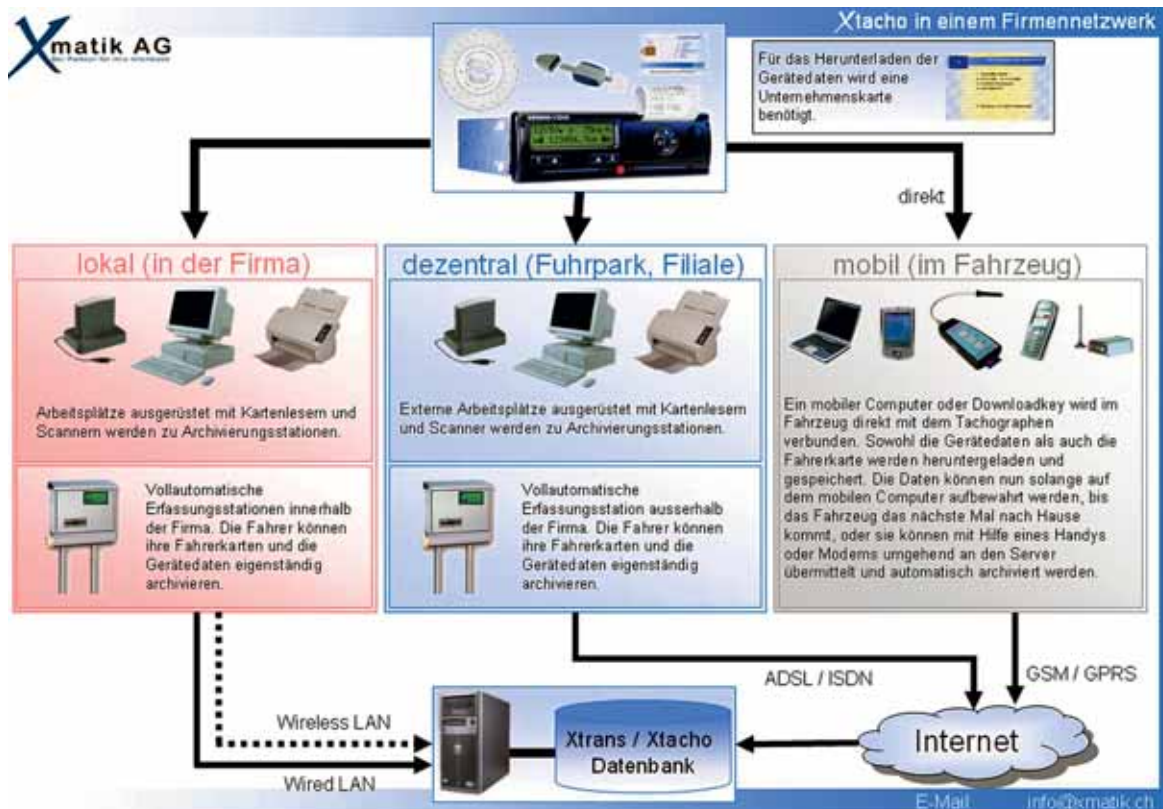 Xmatik AG
Xtacho in einem Firmennetzwerk
Für das Herunterladen der
Gerätedaten wird eine
Unternehmenskarte
benötigt.
direkt
lokal (in der Firma)
Arbeitsplätze ausgerüstet mit Kartenlesern und
Scannern werden zu Archivierungsstationen.
Vollautomatische
Erfassungsstationen innerhalb
der Firma. Die Fahrer können
ihre Fahrerkarten und die
Gerätedaten eigenständig
archivieren.
dezentral (Fuhrpark, Filiale)
Externe Arbeitsplätze ausgerüstet mit Kartenlesern
und Scanner werden zu Archivierungsstationen.
Vollautomatische
Erfassungsstation ausserhalb
der Firma. Die Fahrer können
ihre Fahrerkarten und die
Gerätedaten eigenständig
archivieren.
mobil (im Fahrzeug)
Ein mobiler Computer oder Downloadkey wird im
Fahrzeug direkt mit dem Tachographen
verbunden. Sowohl die Gerätedaten als auch die
Fahrerkarte werden heruntergeladen und
gespeichert. Die Daten können nun solange auf
dem mobilen Computer aufbewahrt werden, bis
das Fahrzeug das nächste Mal nach Hause
kommt, oder sie können mit Hilfe eines Handys
oder Modems umgehend an den Server
übermittelt und automatisch archiviert werden.
ADSL / ISDN
GSM / GPRS
Wireless LAN
Wired LAN
Xtrans / Xtacho
Datenbank
Internet
E-Mail info@xmatik.ch